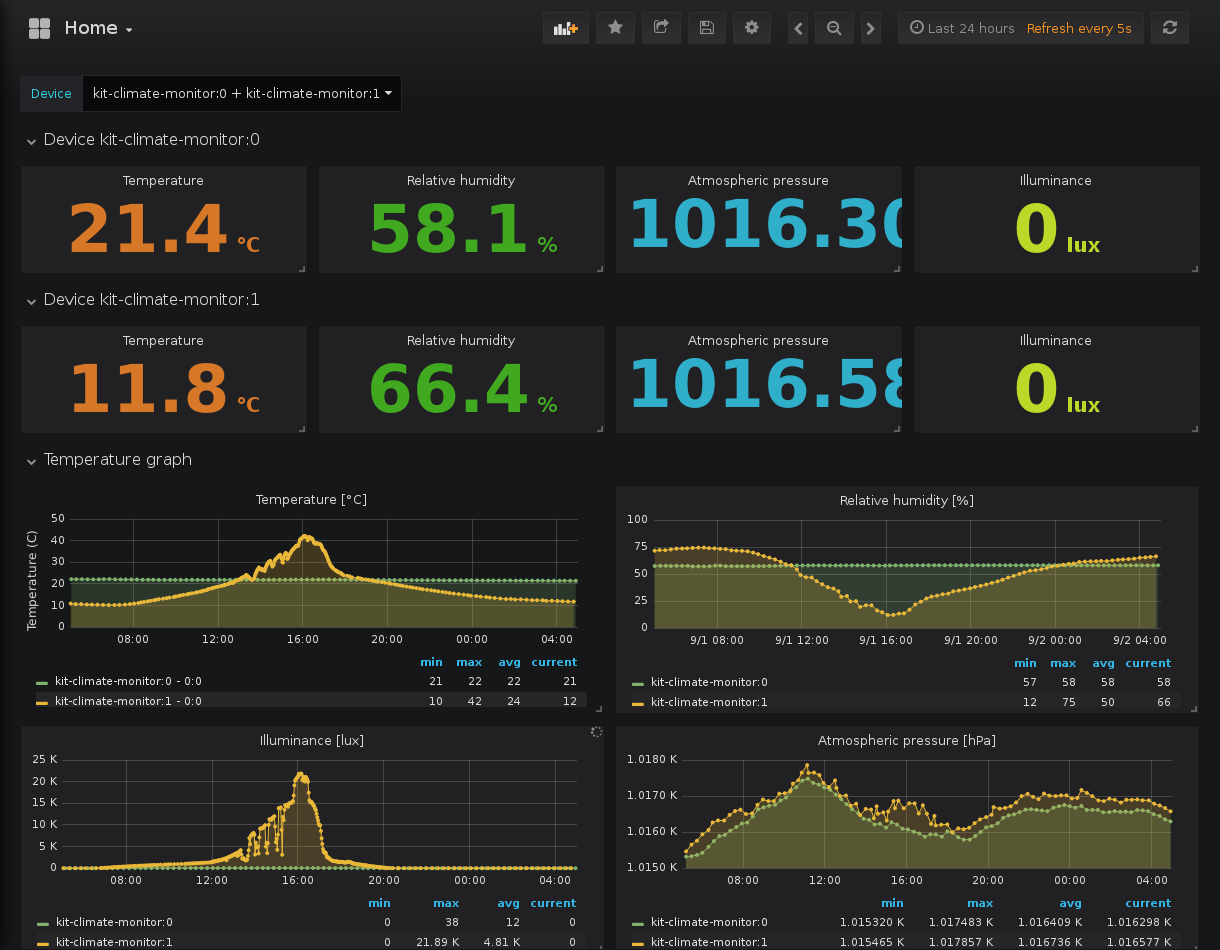 Home
Last 24 hours Refresh every 5s
Device kit-climate-monitor:0 + kit-climate-monitor:1
Device kit-climate-monitor:0
Temperature Relative humidity Atmospheric pressure Illuminance
21.4 °C 58.1 % 1016.30 0 lux
Device kit-climate-monitor:1
Temperature Relative humidity Atmospheric pressure Illuminance
11.8 °C 66.4 % 1016.58 0 lux
Temperature graph
Temperature [°C]
Temperature (C)
50
40
30
20
10
0
08:00 12:00 16:00 20:00 00:00 04:00
min max avg current
kit-climate-monitor:0 - 0:0 21 22 22 21
kit-climate-monitor:1 - 0:0 10 42 24 12
Relative humidity [%]
100
75
50
25
0
9/1 08:00 9/1 12:00 9/1 16:00 9/1 20:00 9/2 00:00 9/2 04:00
min max avg current
kit-climate-monitor:0 57 58 58 58
kit-climate-monitor:1 12 75 50 66
Illuminance [lux]
25 K
20 K
15 K
10 K
5 K
0
08:00 12:00 16:00 20:00 00:00 04:00
min max avg current
kit-climate-monitor:0 0 38 12 0
kit-climate-monitor:1 0 21.89 K 4.81 K 0
Atmospheric pressure [hPa]
1.0180 K
1.0170 K
1.0160 K
1.0150 K
08:00 12:00 16:00 20:00 00:00 04:00
min max avg current
kit-climate-monitor:0 1.015320 K 1.017483 K 1.016409 K 1.016298 K
kit-climate-monitor:1 1.015465 K 1.017857 K 1.016736 K 1.016577 K